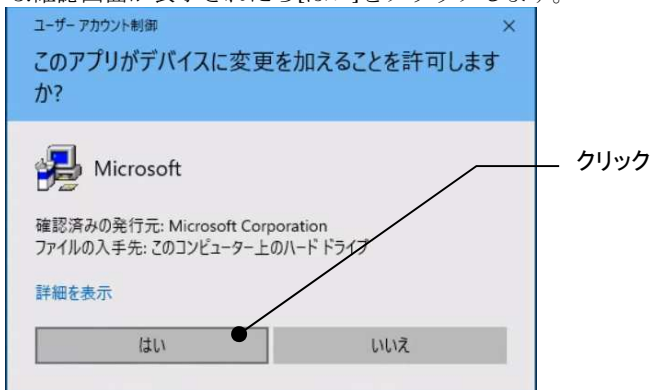 ユーザー アカウント制御
このアプリがデバイスに変更を加えることを許可します
か?
Microsoft
クリック
確認済みの発行元: Microsoft Corporation
ファイルの入手先: このコンピューター上のハード ドライブ
詳細を表示
はい
いいえ